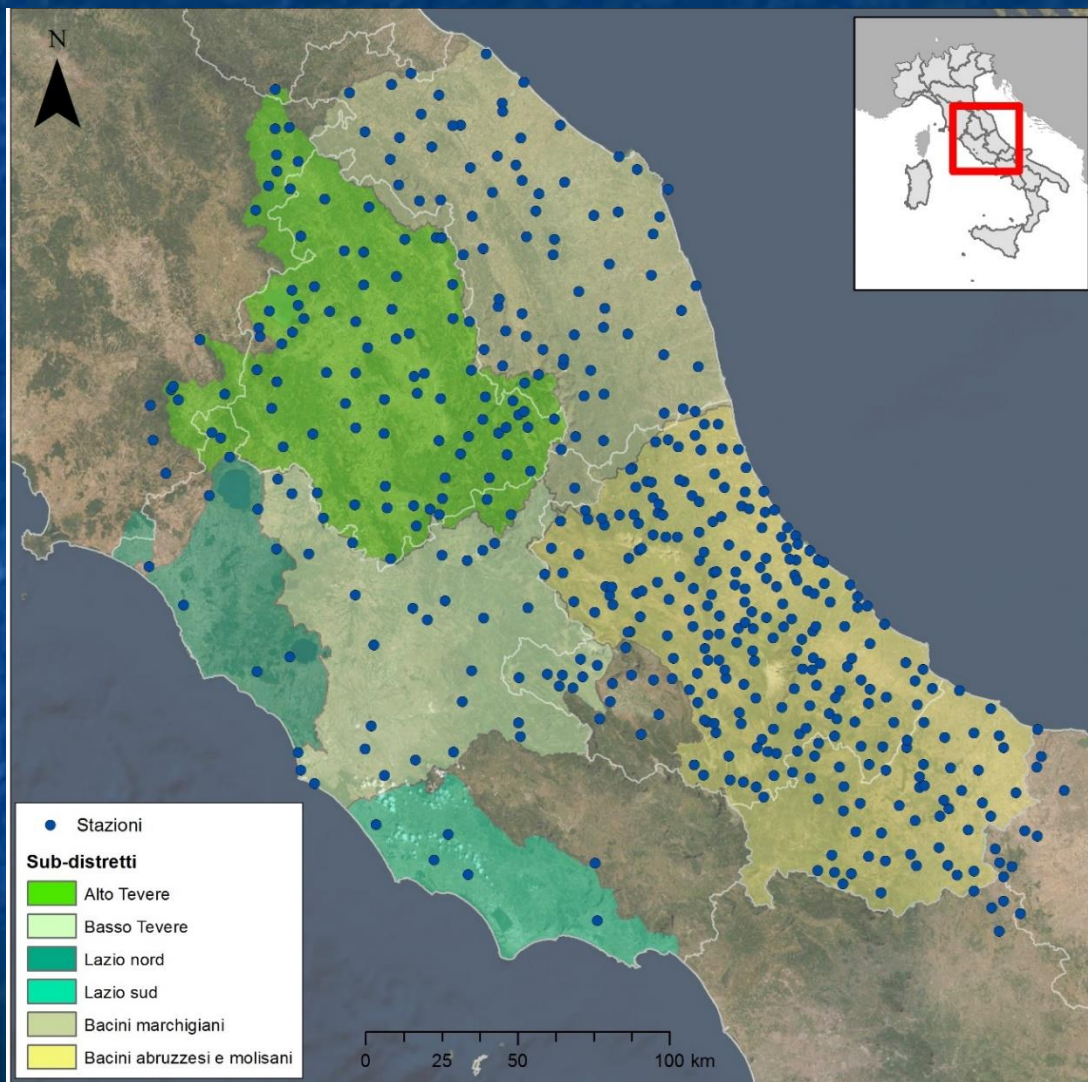 N
Stazioni
Sub-distretti
Alto Tevere
Basso Tevere
Lazio nord
Lazio sud
Bacini marchigiani
Bacini abruzzesi e molisani
0 25 50 100 km